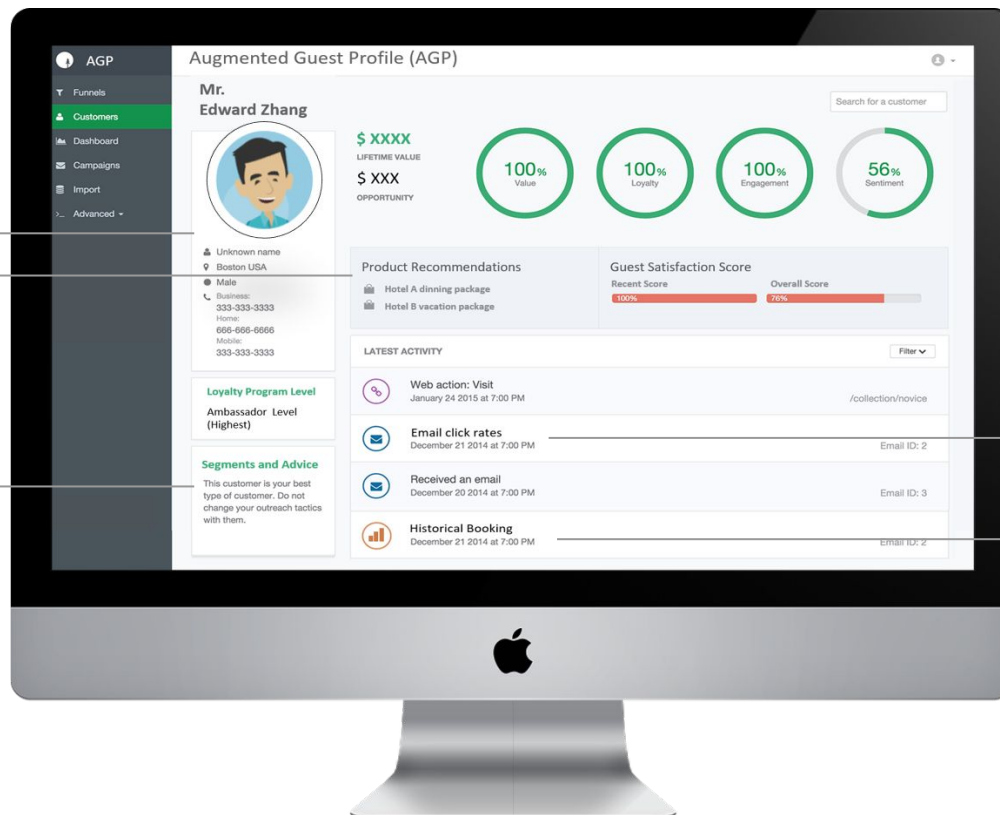 AGP
Augmented Guest Profile (AGP)
Funnels
Customers
Dashboard
Campaigns
Import
Advanced
Mr.
Edward Zhang
Search for a customer
Unknown name
Boston USA
Male
Business:
333-333-3333
Home:
666-666-6666
Mobile:
333-333-3333
Loyalty Program Level
Ambassador Level
(Highest)
Segments and Advice
This customer is your best
type of customer. Do not
change your outreach tactics
with them.
$ XXXX
LIFETIME VALUE
$ XXX
OPPORTUNITY
100%
Value
100%
Loyalty
100%
Engagement
56%
Sentiment
Product Recommendations
Hotel A dinning package
Hotel B vacation package
Guest Satisfaction Score
Recent Score
Overall Score
100%
76%
LATEST ACTIVITY
Filter
Web action: Visit
January 24 2015 at 7:00 PM
/collection/novice
Email click rates
December 21 2014 at 7:00 PM
Email ID: 2
Received an email
December 20 2014 at 7:00 PM
Email ID: 3
Historical Booking
December 21 2014 at 7:00 PM
Email ID: 2